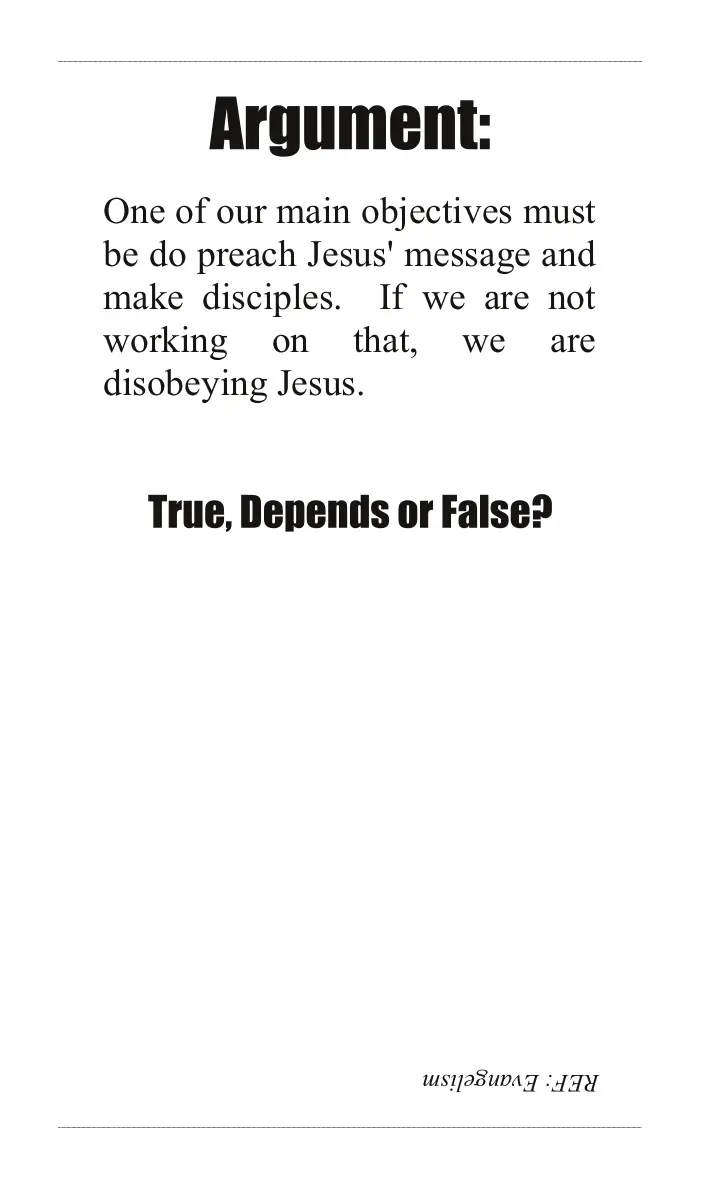 Argument:
One of our main objectives must
be do preach Jesus' message and
make disciples. If we are not
working on that, we are
disobeying Jesus.
True, Depends or False?
REF: Evangelism